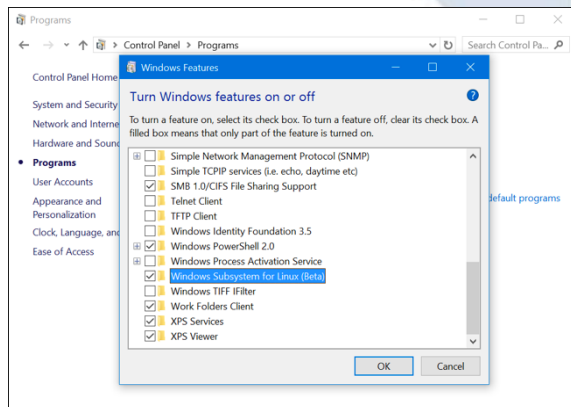 Programs
Control Panel > Programs
Search Control Pa...
Control Panel Home
System and Security
Network and Interne
Hardware and Soun
Programs
User Accounts
Appearance and
Personalization
Clock, Language, an
Ease of Access
default programs
Windows Features
Turn Windows features on or off
To turn a feature on, select its check box. To turn a feature off, clear its check box. A
filled box means that only part of the feature is turned on.
Simple Network Management Protocol (SNMP)
Simple TCPIP services (i.e. echo, daytime etc)
SMB 1.0/CIFS File Sharing Support
Telnet Client
TFTP Client
Windows Identity Foundation 3.5
Windows PowerShell 2.0
Windows Process Activation Service
Windows Subsystem for Linux (Beta)
Windows TIFF IFilter
Work Folders Client
XPS Services
XPS Viewer
OK
Cancel